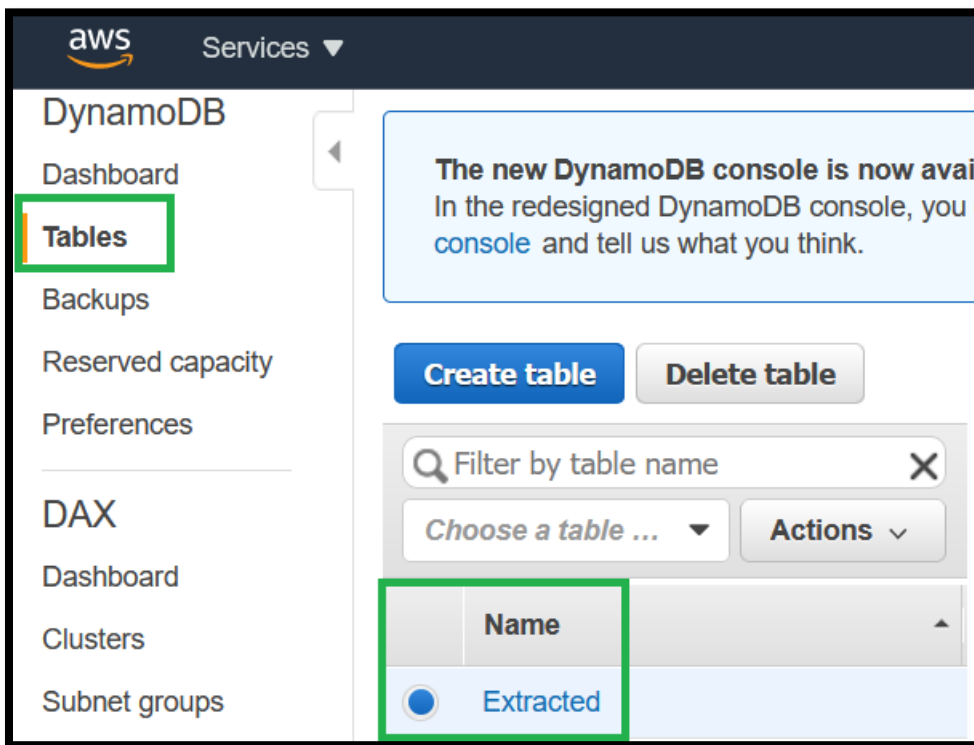 aws
Services
DynamoDB
Dashboard
Tables
Backups
Reserved capacity
Preferences
DAX
Dashboard
Clusters
Subnet groups
The new DynamoDB console is now avai
In the redesigned DynamoDB console, you
console and tell us what you think.
Create table
Delete table
Filter by table name
Choose a table ...
Actions
Name
Extracted